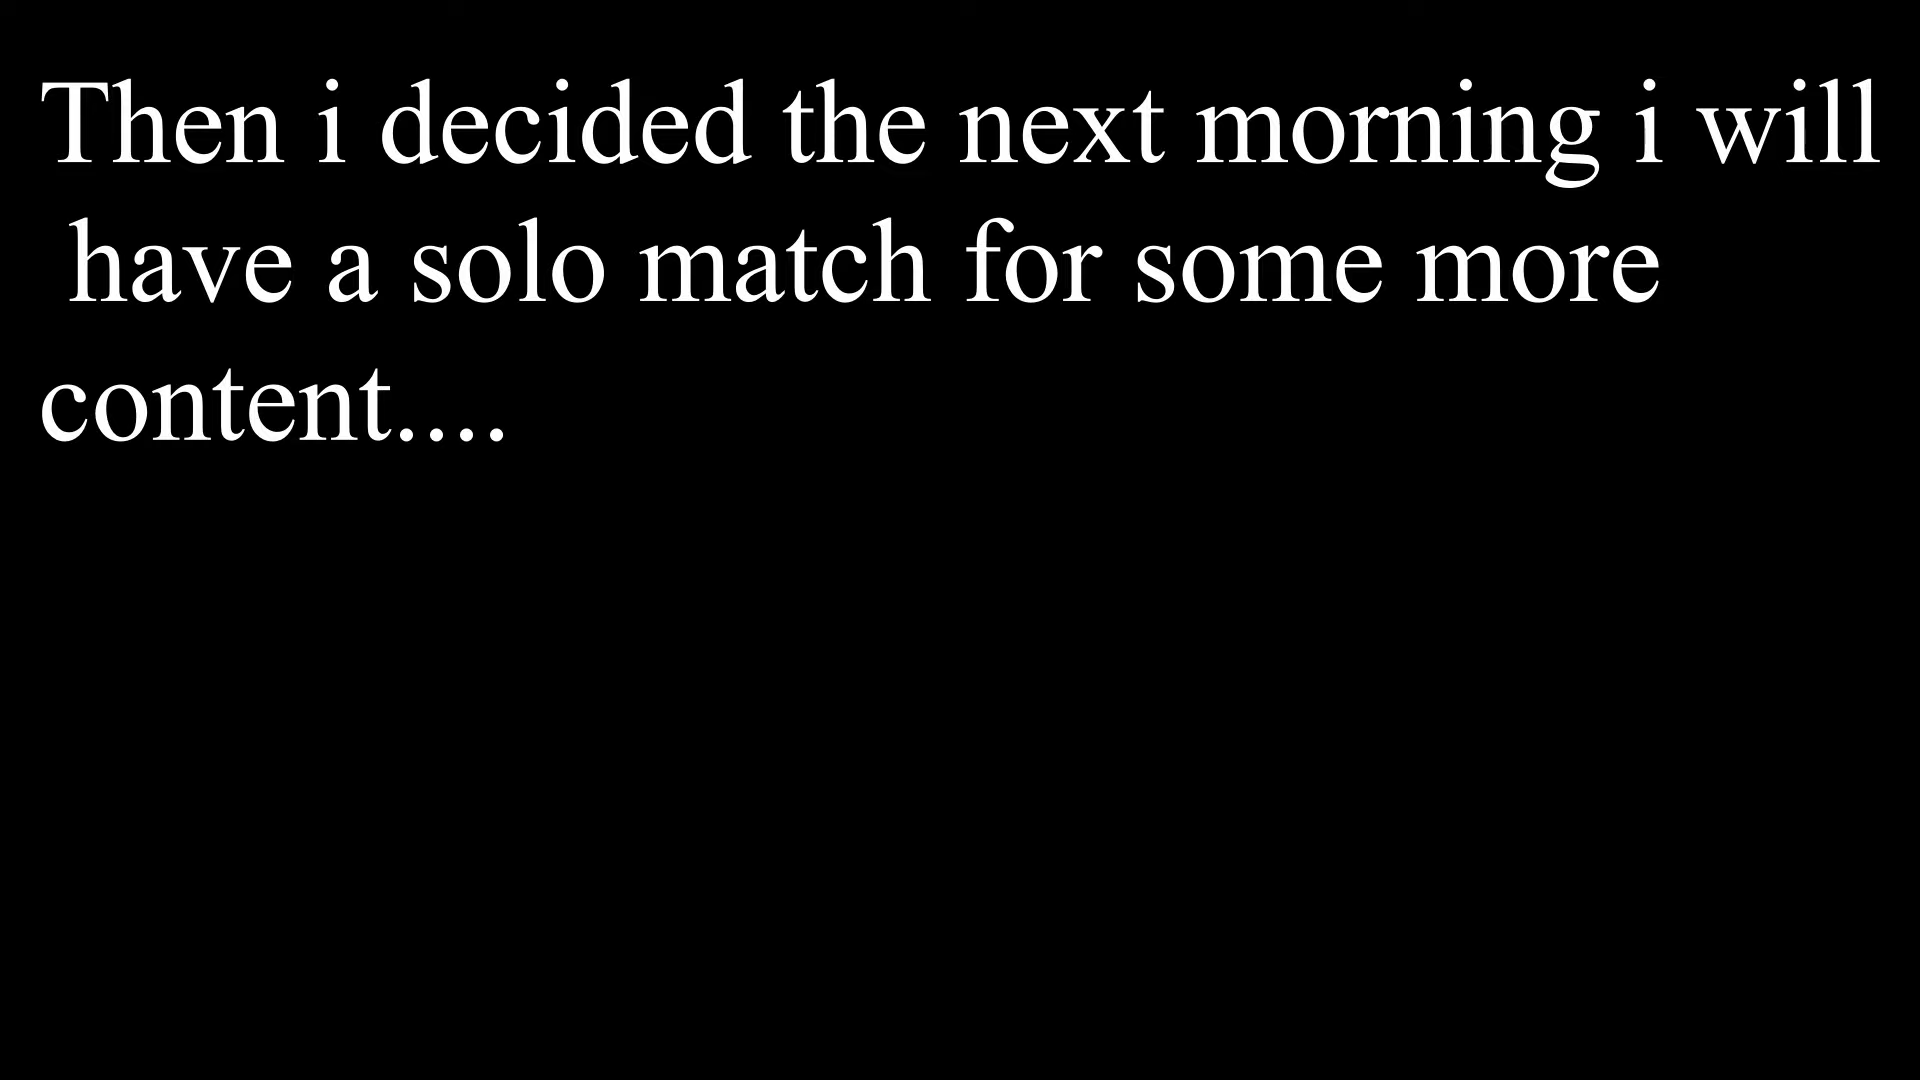 Then i decided the next morning i will
have a solo match for some more
content....